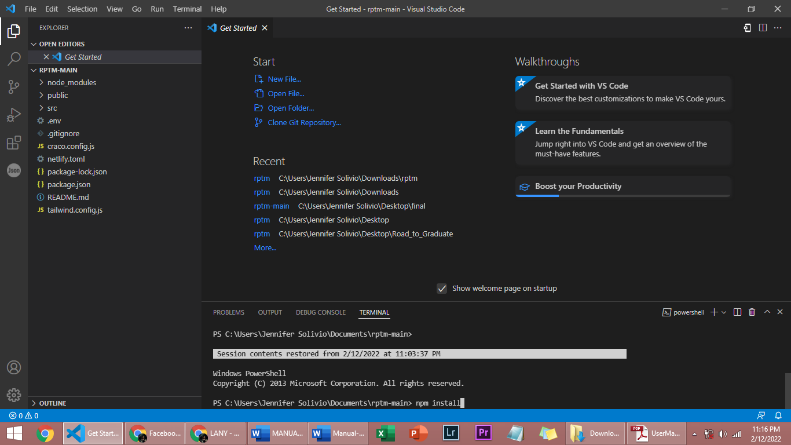 File Edit Selection View Go Run Terminal Help
Get Started - rptm-main - Visual Studio Code
EXPLORER
OPEN EDITORS
Get Started
RPTM-MAIN
node_modules
public
src
.env
.gitignore
JS craco.config.js
netlify.toml
{} package-lock.json
{} package.json
README.md
JS tailwind.config.js
OUTLINE
Json
Get Started
Start
New File...
Open File...
Open Folder...
Clone Git Repository...
Recent
rptm C:\Users\Jennifer Solivio\Downloads\rptm
rptm C:\Users\Jennifer Solivio\Downloads
rptm-main C:\Users\Jennifer Solivio\Desktop\final
rptm C:\Users\Jennifer Solivio\Desktop
rptm C:\Users\Jennifer Solivio\Desktop\Road_to_Graduate
More...
Walkthroughs
Get Started with VS Code
Discover the best customizations to make VS Code yours.
Learn the Fundamentals
Jump right into VS Code and get an overview of the
must-have features.
Boost your Productivity
Show welcome page on startup
PROBLEMS OUTPUT DEBUG CONSOLE TERMINAL
powershell
PS C:\Users\Jennifer Solivio\Documents\rptm-main>
Session contents restored from 2/12/2022 at 11:03:37 PM
Windows PowerShell
Copyright (C) 2013 Microsoft Corporation. All rights reserved.
PS C:\Users\Jennifer Solivio\Documents\rptm-main> npm install
0 0
Get Start... Faceboo... LANY - ... MANUA... Manual-... Lr Pr Downlo... PDF UserMa...
11:16 PM
2/12/2022